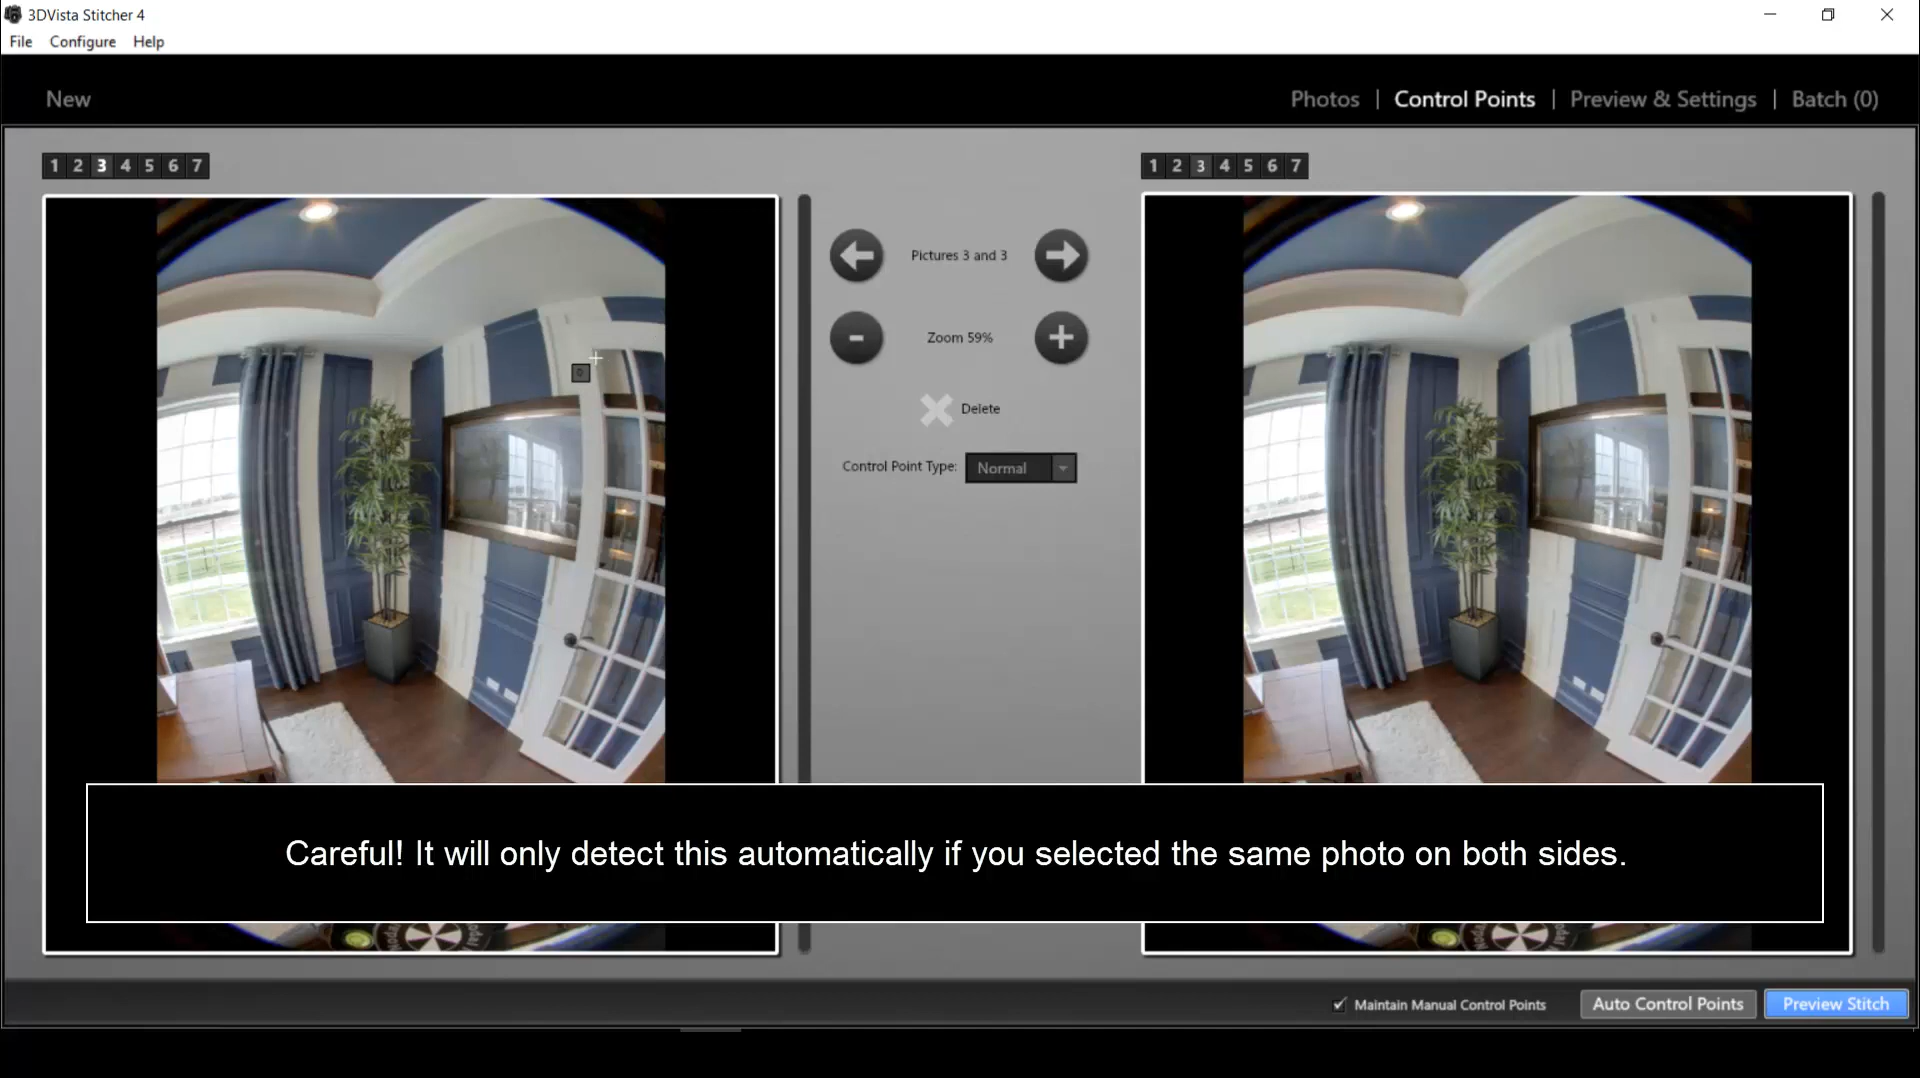 3DVista Stitcher 4
File Configure Help
New
Photos | Control Points | Preview & Settings | Batch (0)
1 2 3 4 5 6 7
1 2 3 4 5 6 7
Pictures 3 and 3
Zoom 59%
0
Delete
Control Point Type: Normal
Careful! It will only detect this automatically if you selected the same photo on both sides.
Maintain Manual Control Points
Auto Control Points
Preview Stitch